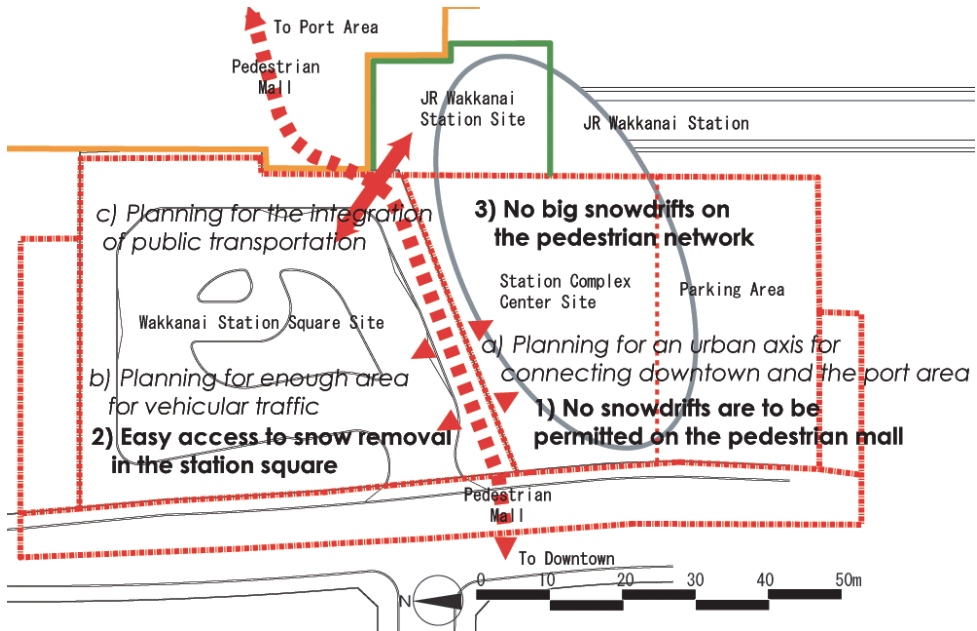 To Port Area
Pedestrian
Mall
JR Wakkanai
Station Site
JR Wakkanai Station
c) Planning for the integration
of public transportation
3) No big snowdrifts on
the pedestrian network
Station Complex
Center Site
Parking Area
Wakkanai Station Square Site
a) Planning for an urban axis for
connecting downtown and the port area
b) Planning for enough area
for vehicular traffic
1) No snowdrifts are to be
permitted on the pedestrian mall
2) Easy access to snow removal
in the station square
Pedestrian
Mall
To Downtown
N
0 10 20 30 40 50m